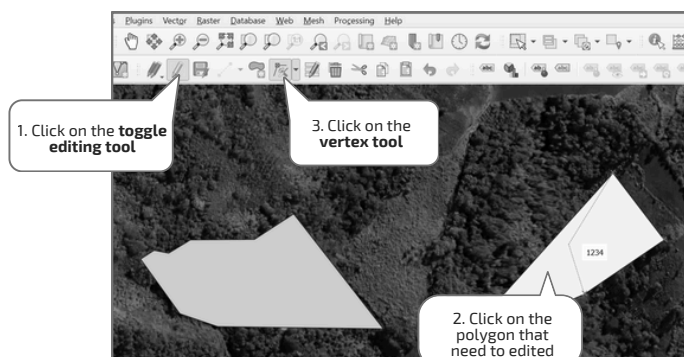 Plugins Vector Raster Database Web Mesh Processing Help
1. Click on the toggle
editing tool
3. Click on the
vertex tool
1234
2. Click on the
polygon that
need to edited